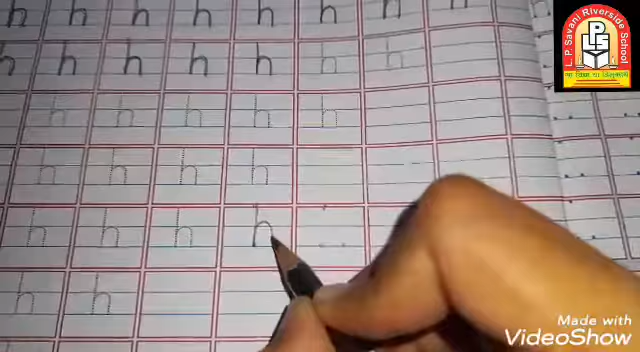 h h h h h h h h
h h h h h h h
h h h h h
h h h h
h h h h
h h
L. P. Savani Riverside School
Made with
VideoShow